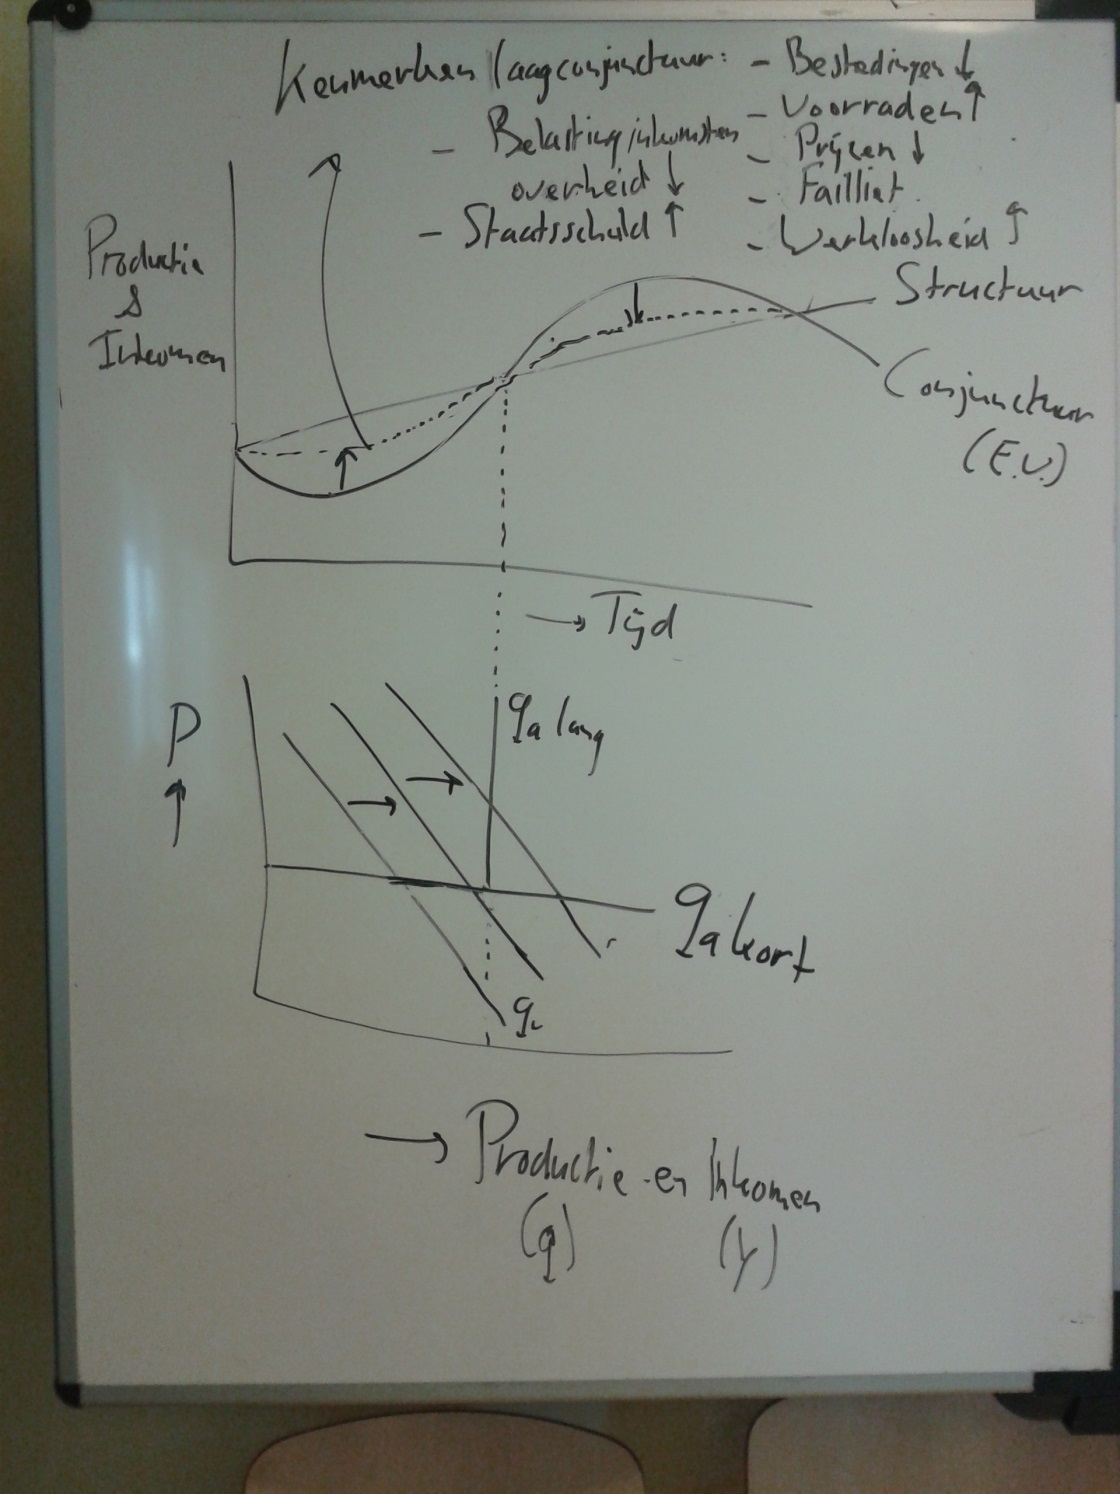 Kenmerken laagconjunctuur: - Bestedingen ↓
- Voorraden ↑
- Prijzen ↓
- Failliet.
- Werkloosheid ↑
- Belastinginkomsten
overheid ↓
- Staatsschuld ↑
Productie
&
Inkomen
Structuur
Conjunctuur
(E.V.)
→ Tijd
P
↑
qa lang
qa kort
qv
→ Productie en Inkomen
(q) (y)